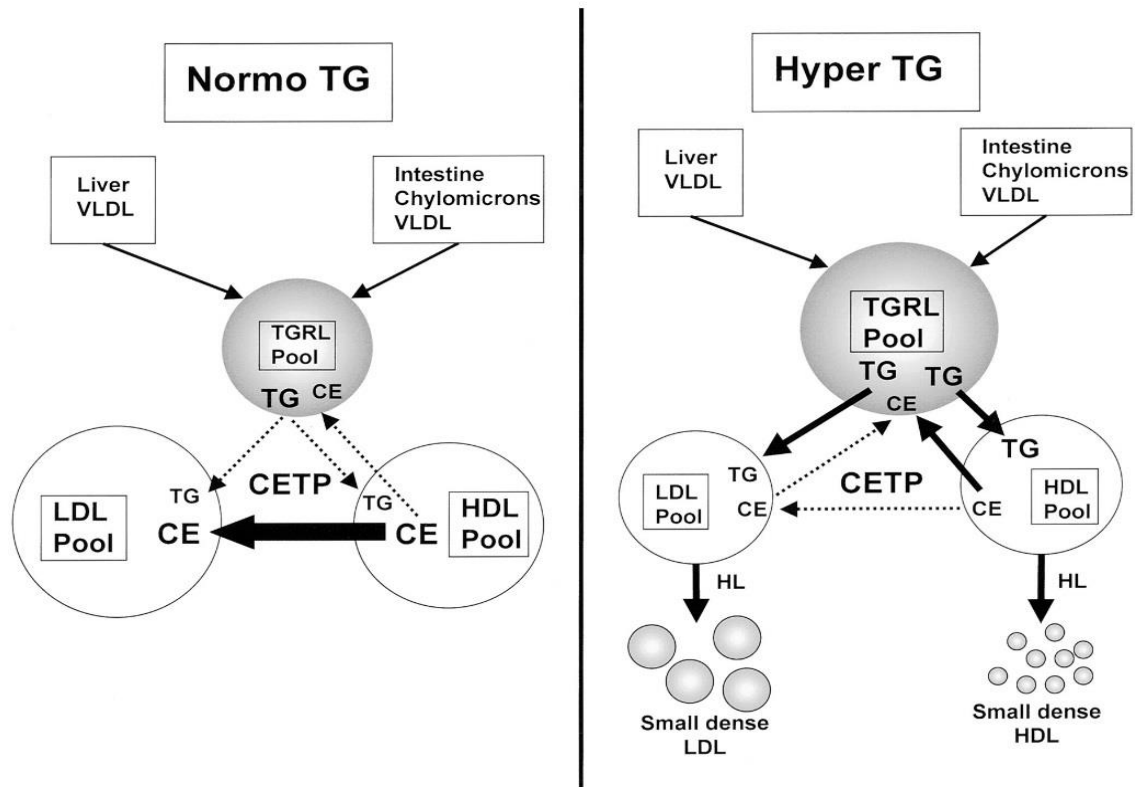 Normo TG
Liver
VLDL
Intestine
Chylomicrons
VLDL
TGRL
Pool
TG
CE
TG
CETP
TG
LDL
Pool
CE
CE
HDL
Pool
Hyper TG
Liver
VLDL
Intestine
Chylomicrons
VLDL
TGRL
Pool
TG
TG
CE
TG
TG
LDL
Pool
CE
CETP
CE
HDL
Pool
HL
HL
Small dense
LDL
Small dense
HDL